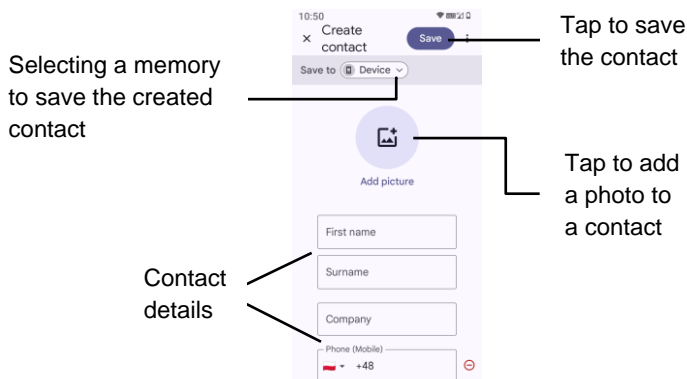 10:50
Create
contact
Save
Tap to save
the contact
Save to Device
Selecting a memory
to save the created
contact
Add picture
Tap to add
a photo to
a contact
First name
Surname
Contact
details
Company
Phone (Mobile)
+48